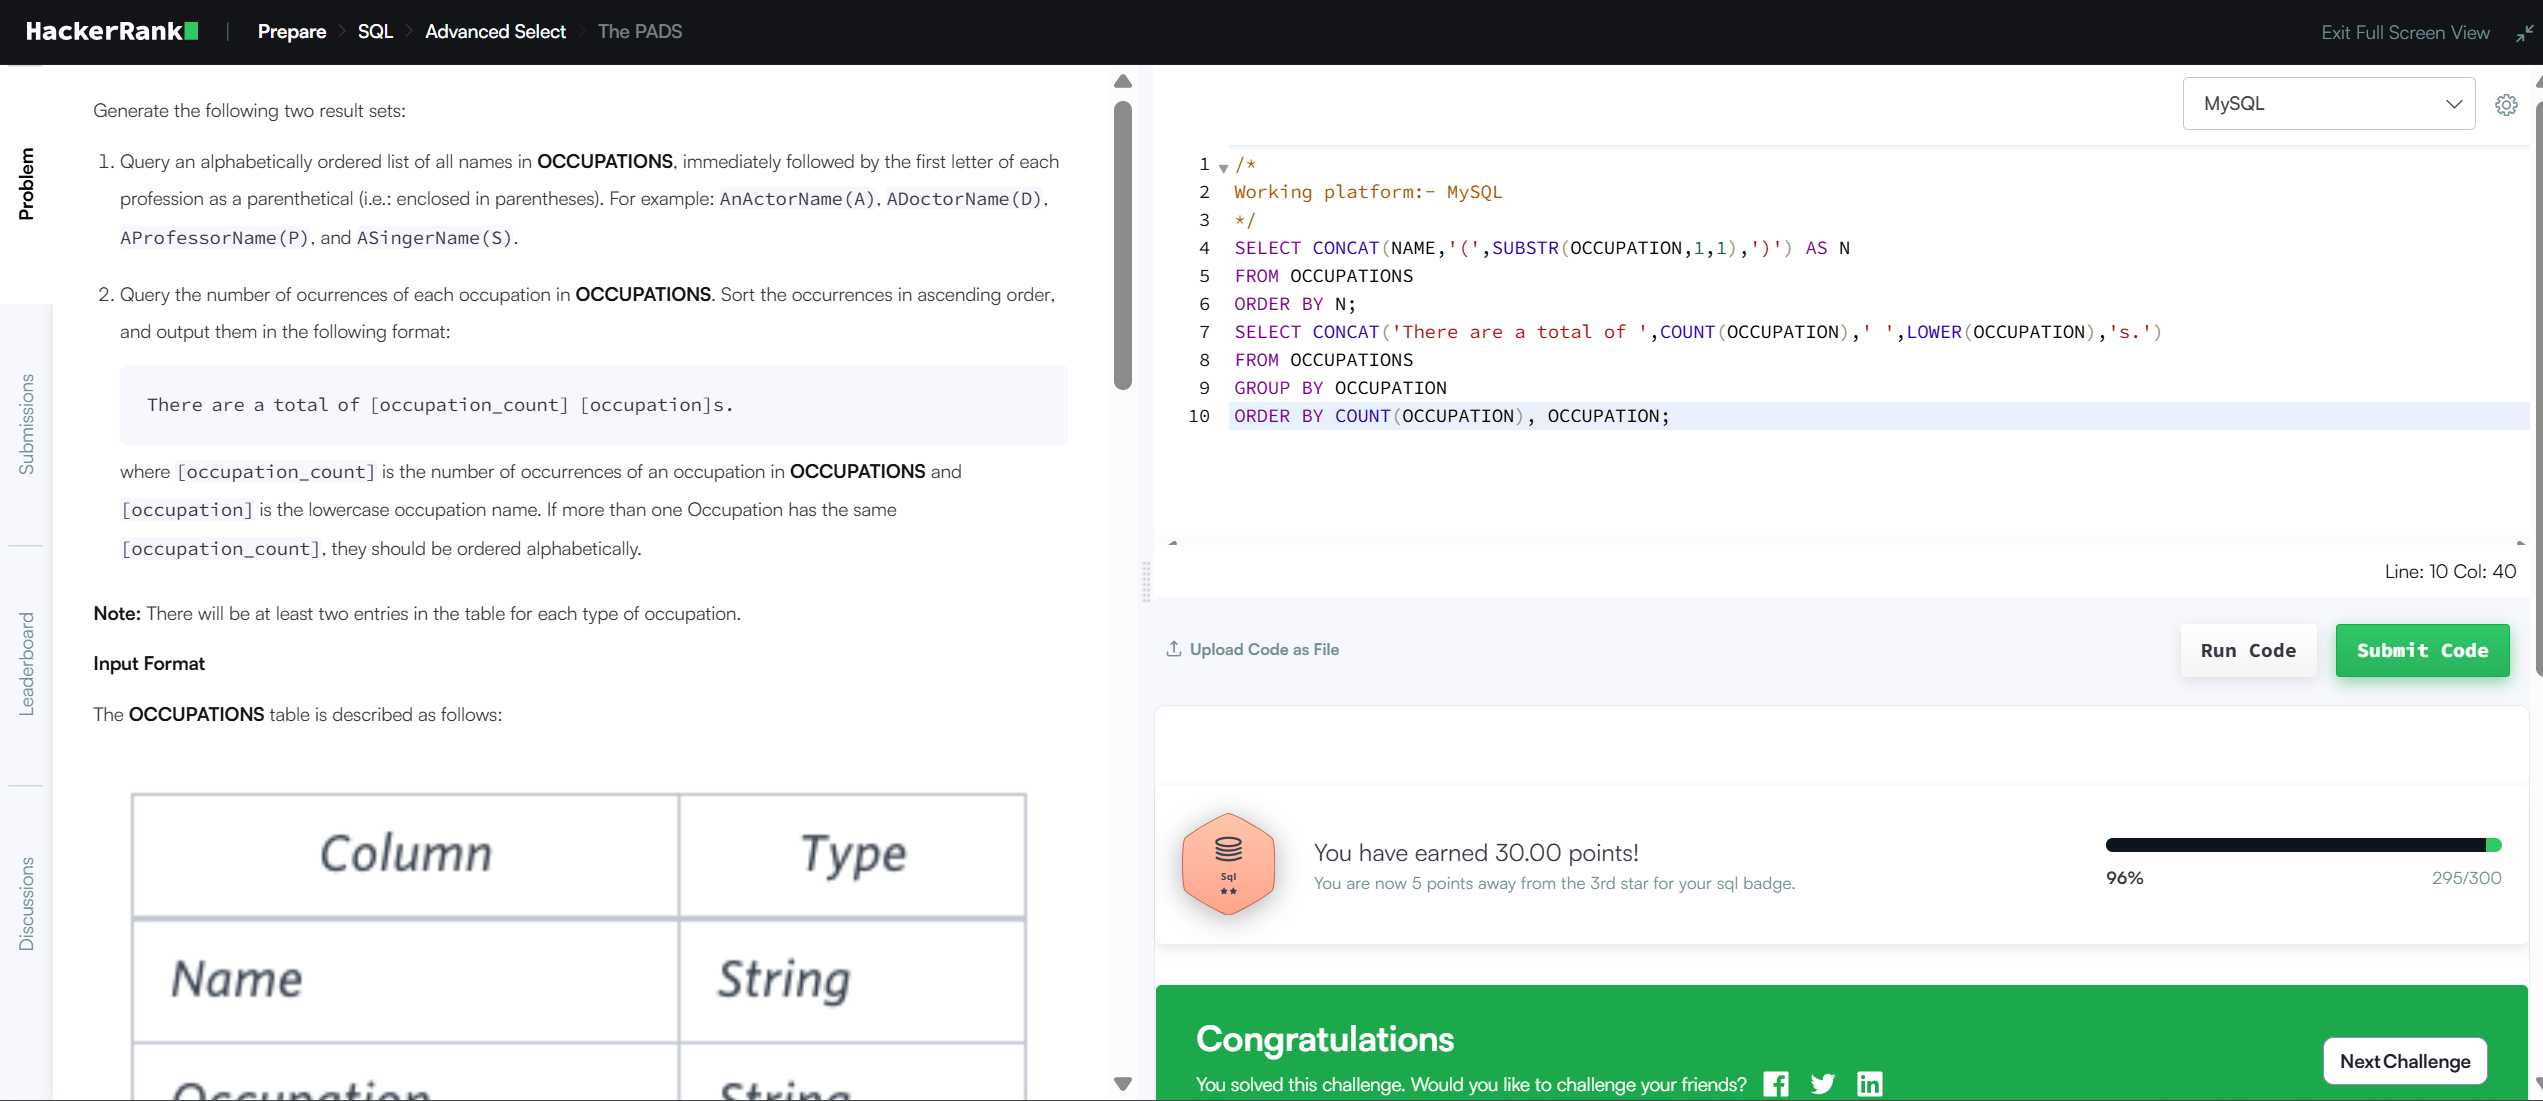 HackerRank
Prepare > SQL > Advanced Select > The PADS
Exit Full Screen View
Problem
Submissions
Leaderboard
Discussions
Generate the following two result sets:
1. Query an alphabetically ordered list of all names in OCCUPATIONS, immediately followed by the first letter of each
profession as a parenthetical (i.e.: enclosed in parentheses). For example: AnActorName(A), ADoctorName(D),
AProfessorName(P), and ASingerName(S).
2. Query the number of ocurrences of each occupation in OCCUPATIONS. Sort the occurrences in ascending order,
and output them in the following format:
There are a total of [occupation_count] [occupation]s.
where [occupation_count] is the number of occurrences of an occupation in OCCUPATIONS and
[occupation] is the lowercase occupation name. If more than one Occupation has the same
[occupation_count], they should be ordered alphabetically.
Note: There will be at least two entries in the table for each type of occupation.
Input Format
The OCCUPATIONS table is described as follows:
Column Type
Name String
Occupation String
MySQL
1 /*
2 Working platform:- MySQL
3 */
4 SELECT CONCAT(NAME,'(',SUBSTR(OCCUPATION,1,1),')') AS N
5 FROM OCCUPATIONS
6 ORDER BY N;
7 SELECT CONCAT('There are a total of ',COUNT(OCCUPATION),' ',LOWER(OCCUPATION),'s.')
8 FROM OCCUPATIONS
9 GROUP BY OCCUPATION
10 ORDER BY COUNT(OCCUPATION), OCCUPATION;
Line: 10 Col: 40
Upload Code as File
Run Code
Submit Code
Sql
You have earned 30.00 points!
You are now 5 points away from the 3rd star for your sql badge.
96%
295/300
Congratulations
You solved this challenge. Would you like to challenge your friends?
Next Challenge